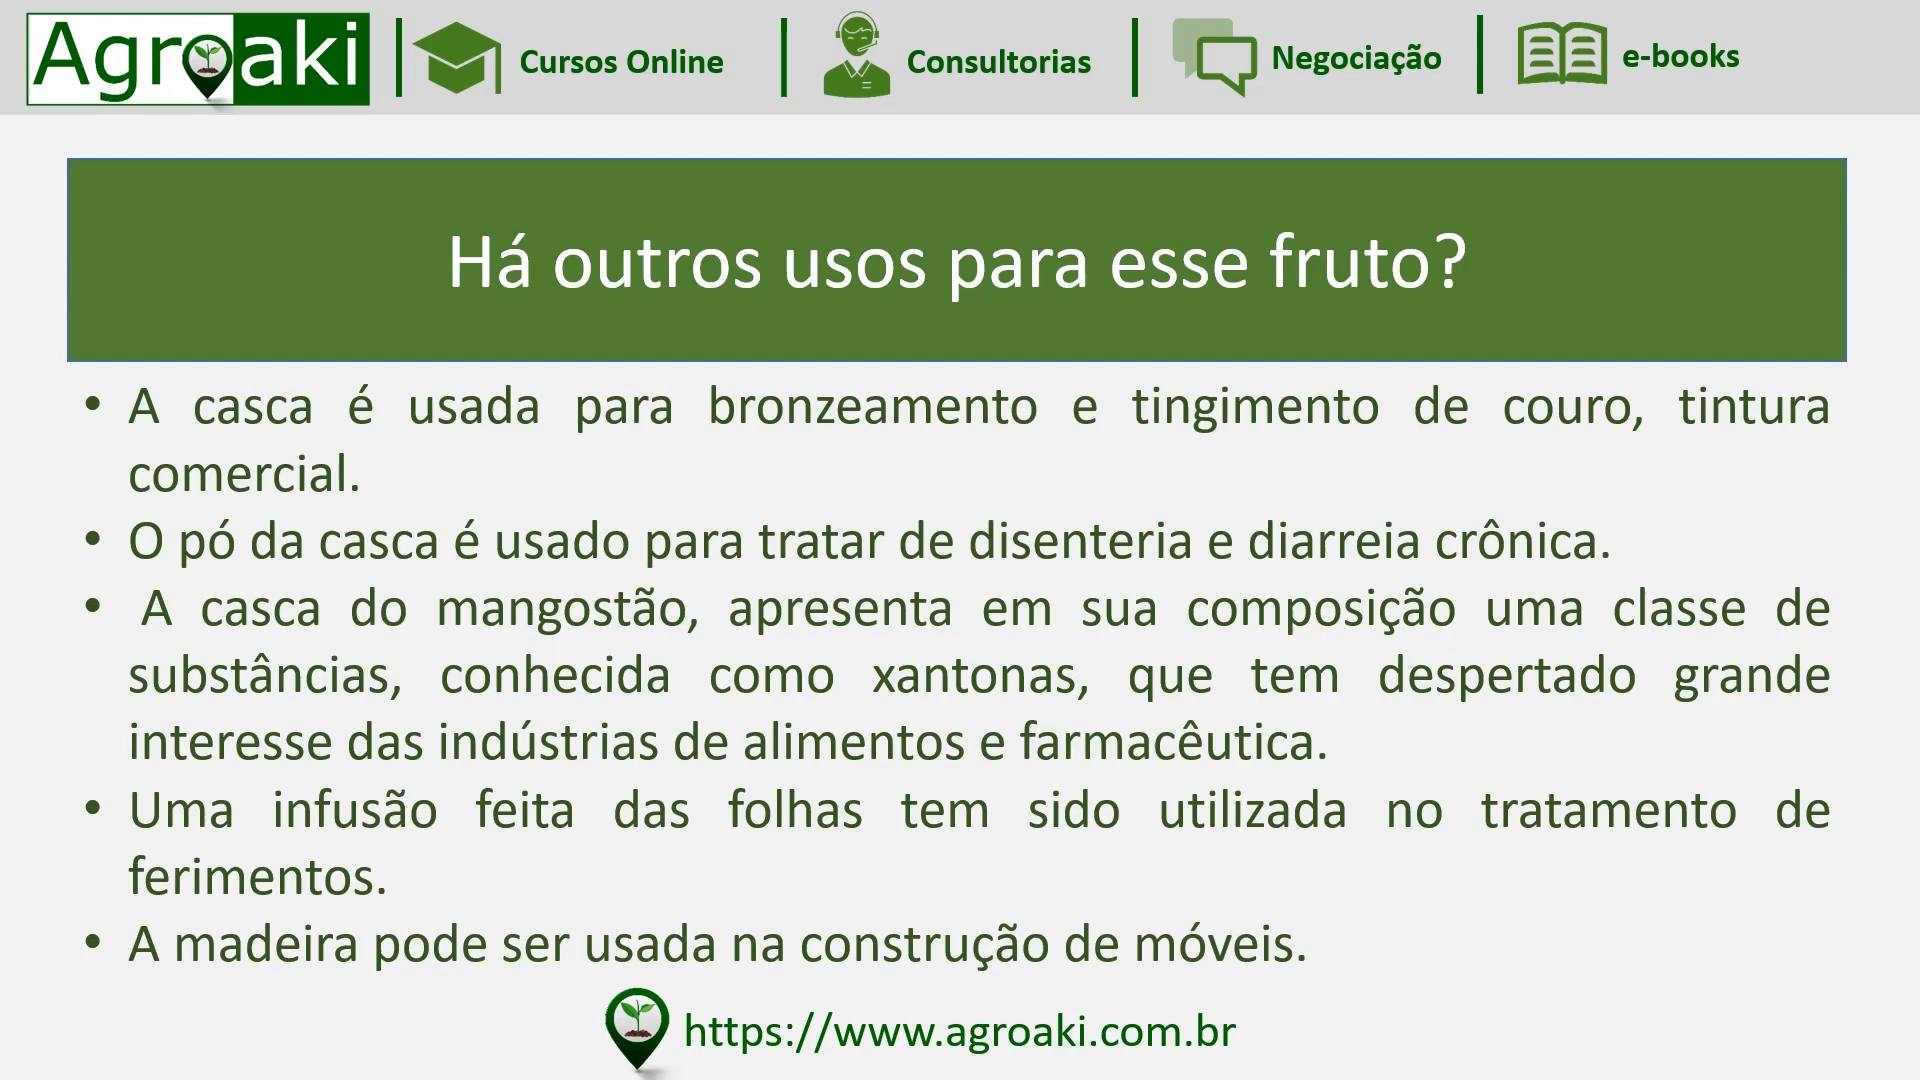 Agroaki
Cursos Online
Consultorias
Negociação
e-books
Há outros usos para esse fruto?
• A casca é usada para bronzeamento e tingimento de couro, tintura
comercial.
• O pó da casca é usado para tratar de disenteria e diarreia crônica.
• A casca do mangostão, apresenta em sua composição uma classe de
substâncias, conhecida como xantonas, que tem despertado grande
interesse das indústrias de alimentos e farmacêutica.
• Uma infusão feita das folhas tem sido utilizada no tratamento de
ferimentos.
• A madeira pode ser usada na construção de móveis.
https://www.agroaki.com.br